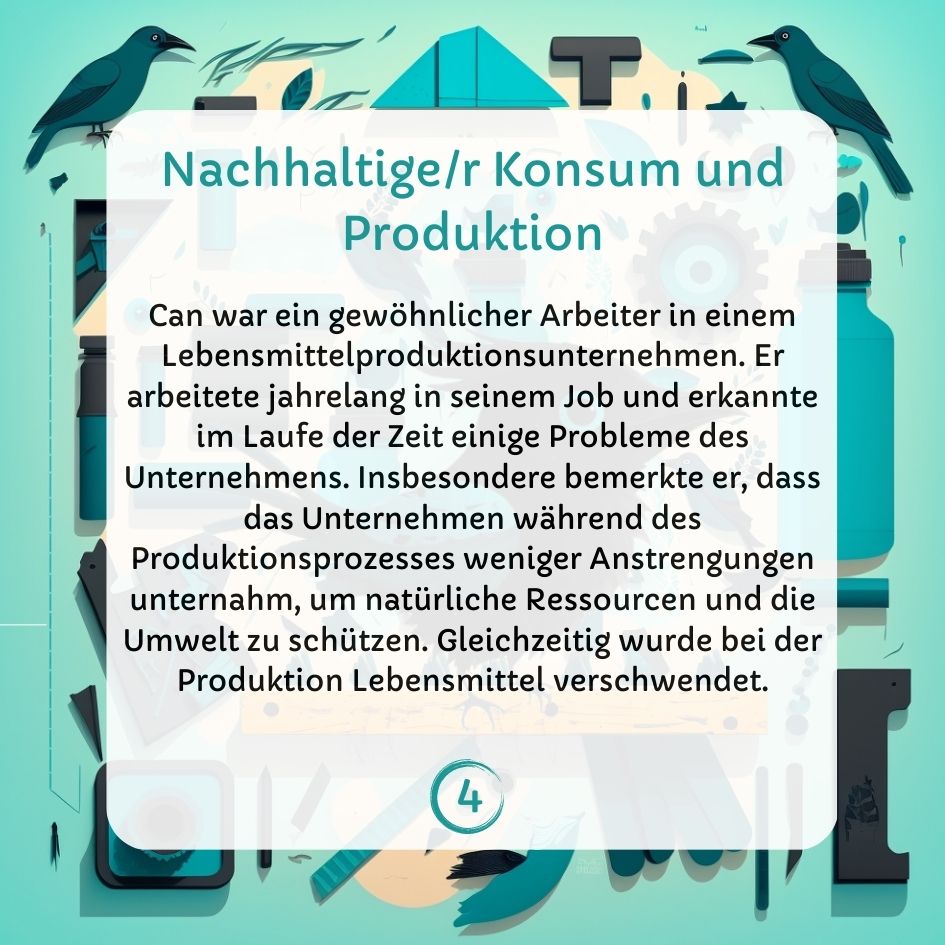 Nachhaltige/r Konsum und
Produktion
Can war ein gewöhnlicher Arbeiter in einem
Lebensmittelproduktionsunternehmen. Er
arbeitete jahrelang in seinem Job und erkannte
im Laufe der Zeit einige Probleme des
Unternehmens. Insbesondere bemerkte er, dass
das Unternehmen während des
Produktionsprozesses weniger Anstrengungen
unternahm, um natürliche Ressourcen und die
Umwelt zu schützen. Gleichzeitig wurde bei der
Produktion Lebensmittel verschwendet.
4